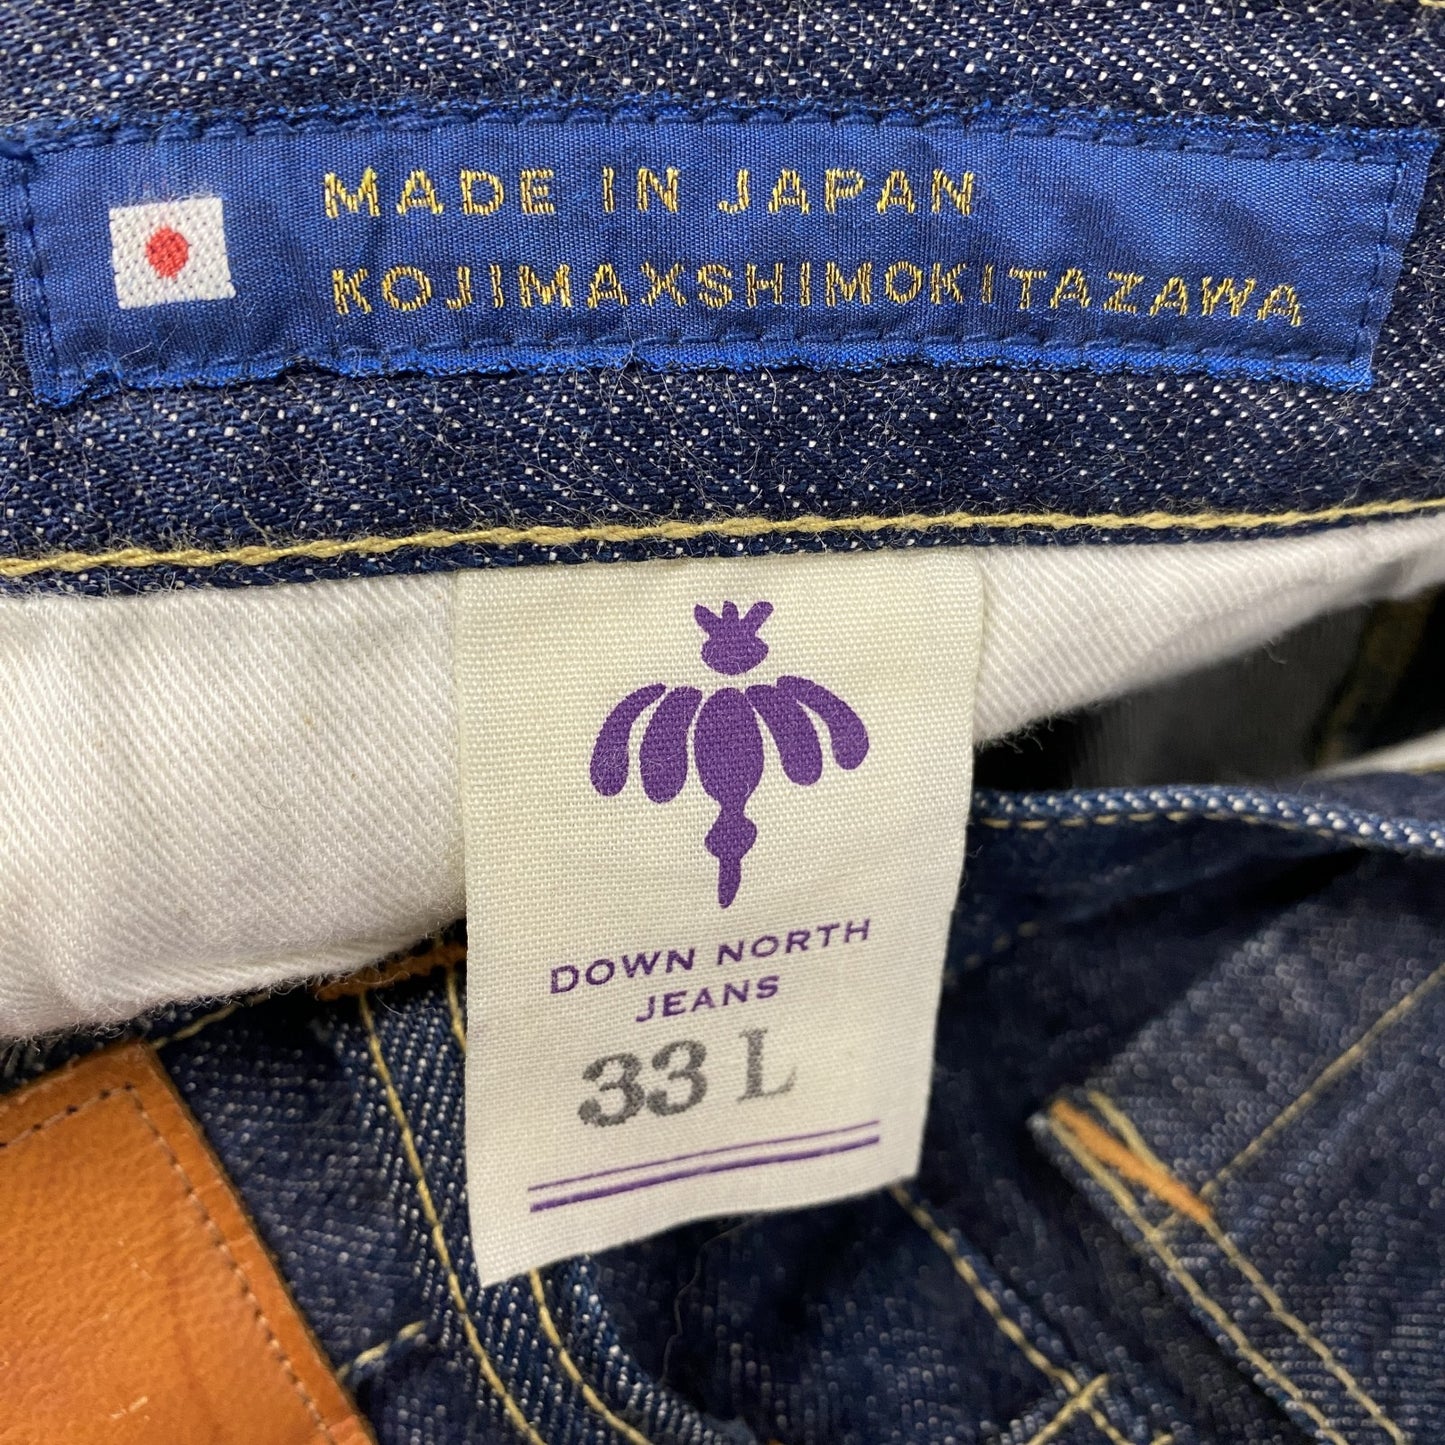 MADE IN JAPAN
KOJIMAXSHIMOKITAZAWA
DOWN NORTH
JEANS
33 L